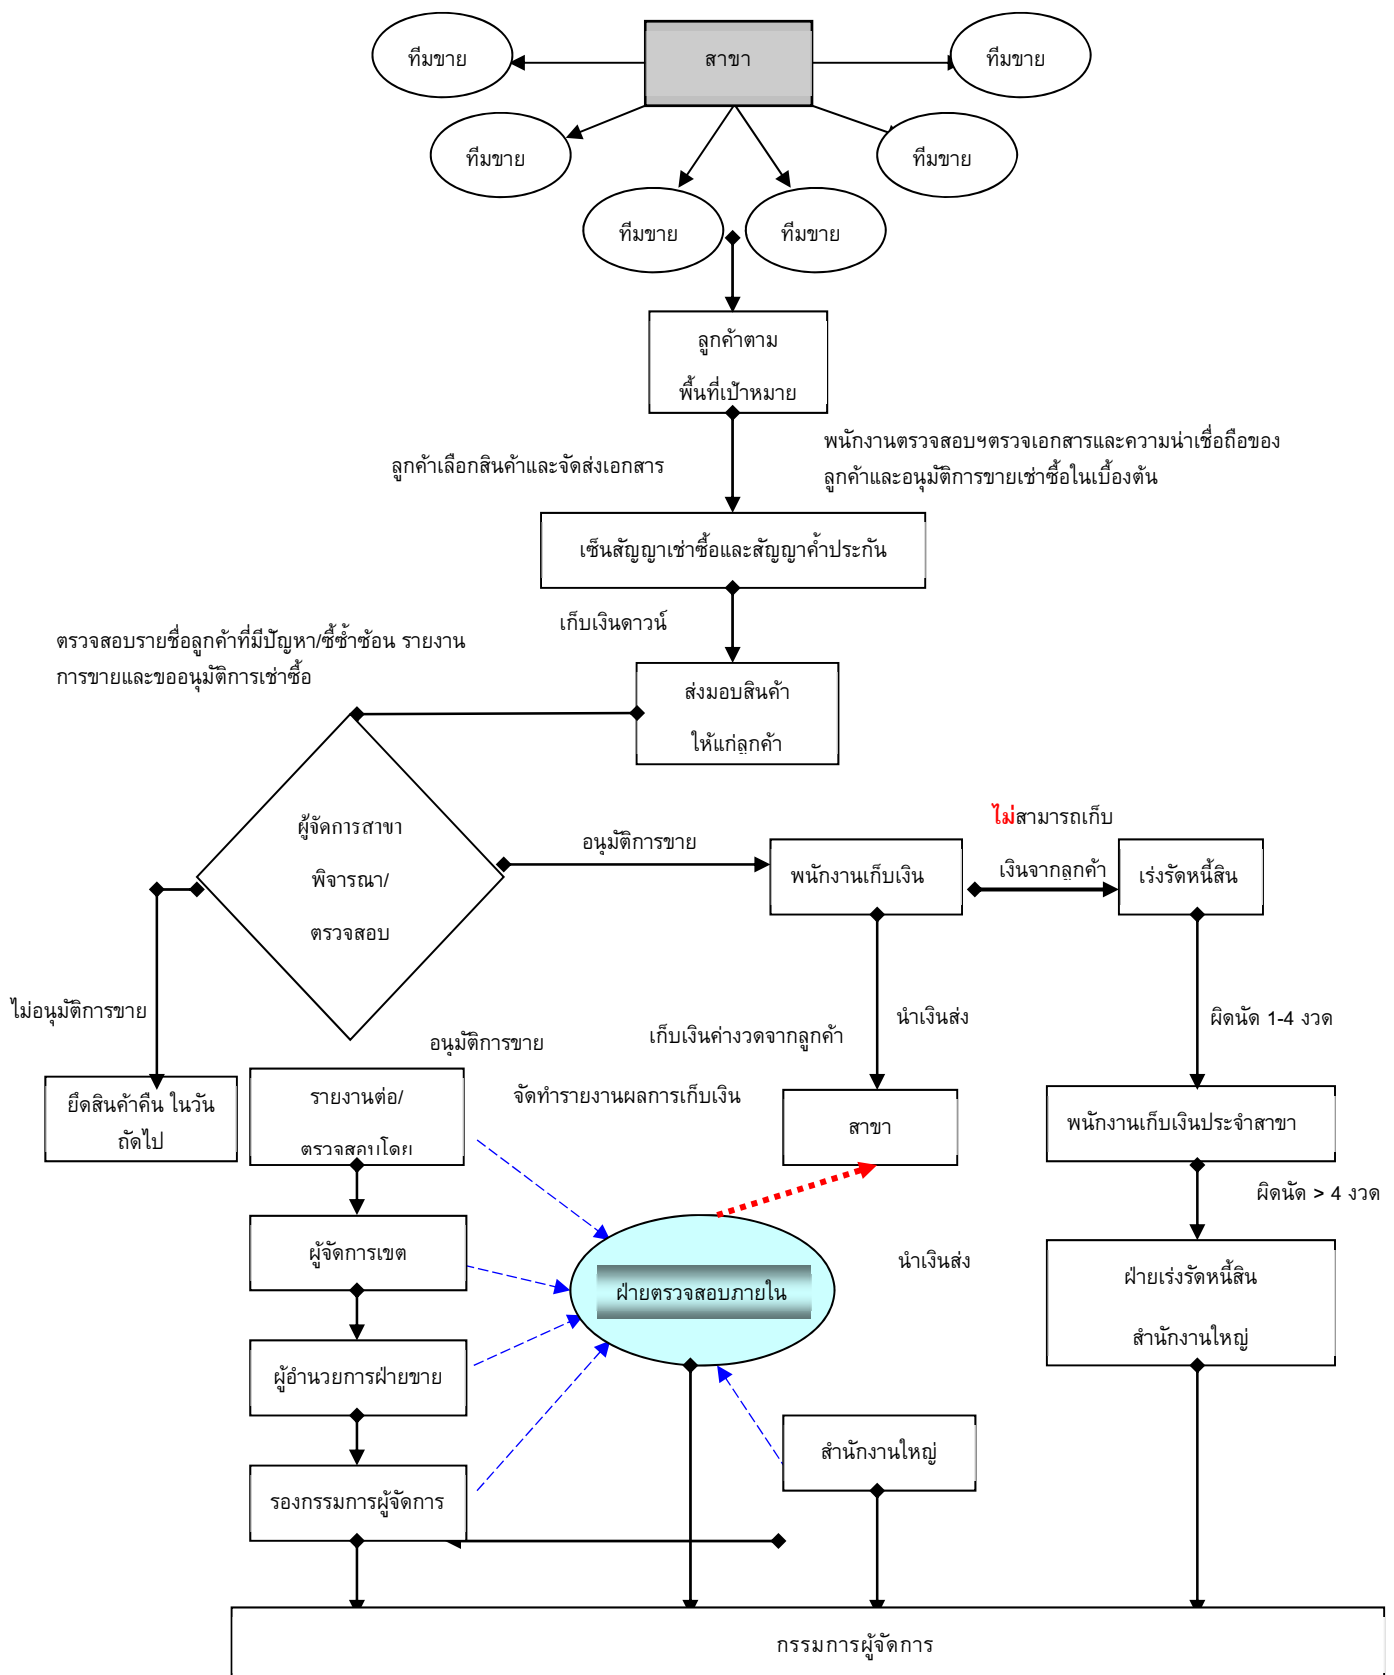 ทีมขาย
สาขา
ทีมขาย
ทีมขาย
ทีมขาย
ทีมขาย
ทีมขาย
ลูกค้าตาม
พื้นที่เป้าหมาย
ลูกค้าเลือกสินค้าและจัดส่งเอกสาร
พนักงานตรวจสอบฯตรวจเอกสารและความน่าเชื่อถือของ
ลูกค้าและอนุมัติการขายเช่าซื้อในเบื้องต้น
เซ็นสัญญาเช่าซื้อและสัญญาค้ำประกัน
เก็บเงินดาวน์
ตรวจสอบรายชื่อลูกค้าที่มีปัญหา/ซื้ซ้ำซ้อน รายงาน
การขายและขออนุมัติการเช่าซื้อ
ส่งมอบสินค้า
ให้แก่ลูกค้า
ผู้จัดการสาขา
พิจารณา/
ตรวจสอบ
อนุมัติการขาย
พนักงานเก็บเงิน
ไม่สามารถเก็บ
เงินจากลูกค้า
เร่งรัดหนี้สิน
ไม่อนุมัติการขาย
อนุมัติการขาย
เก็บเงินค่างวดจากลูกค้า
นำเงินส่ง
ผิดนัด 1-4 งวด
ยึดสินค้าคืน ในวัน
ถัดไป
รายงานต่อ/
ตรวจสอบโดย
จัดทำรายงานผลการเก็บเงิน
สาขา
พนักงานเก็บเงินประจำสาขา
ผิดนัด > 4 งวด
ผู้จัดการเขต
ฝ่ายตรวจสอบภายใน
นำเงินส่ง
ฝ่ายเร่งรัดหนี้สิน
สำนักงานใหญ่
ผู้อำนวยการฝ่ายขาย
สำนักงานใหญ่
รองกรรมการผู้จัดการ
กรรมการผู้จัดการ